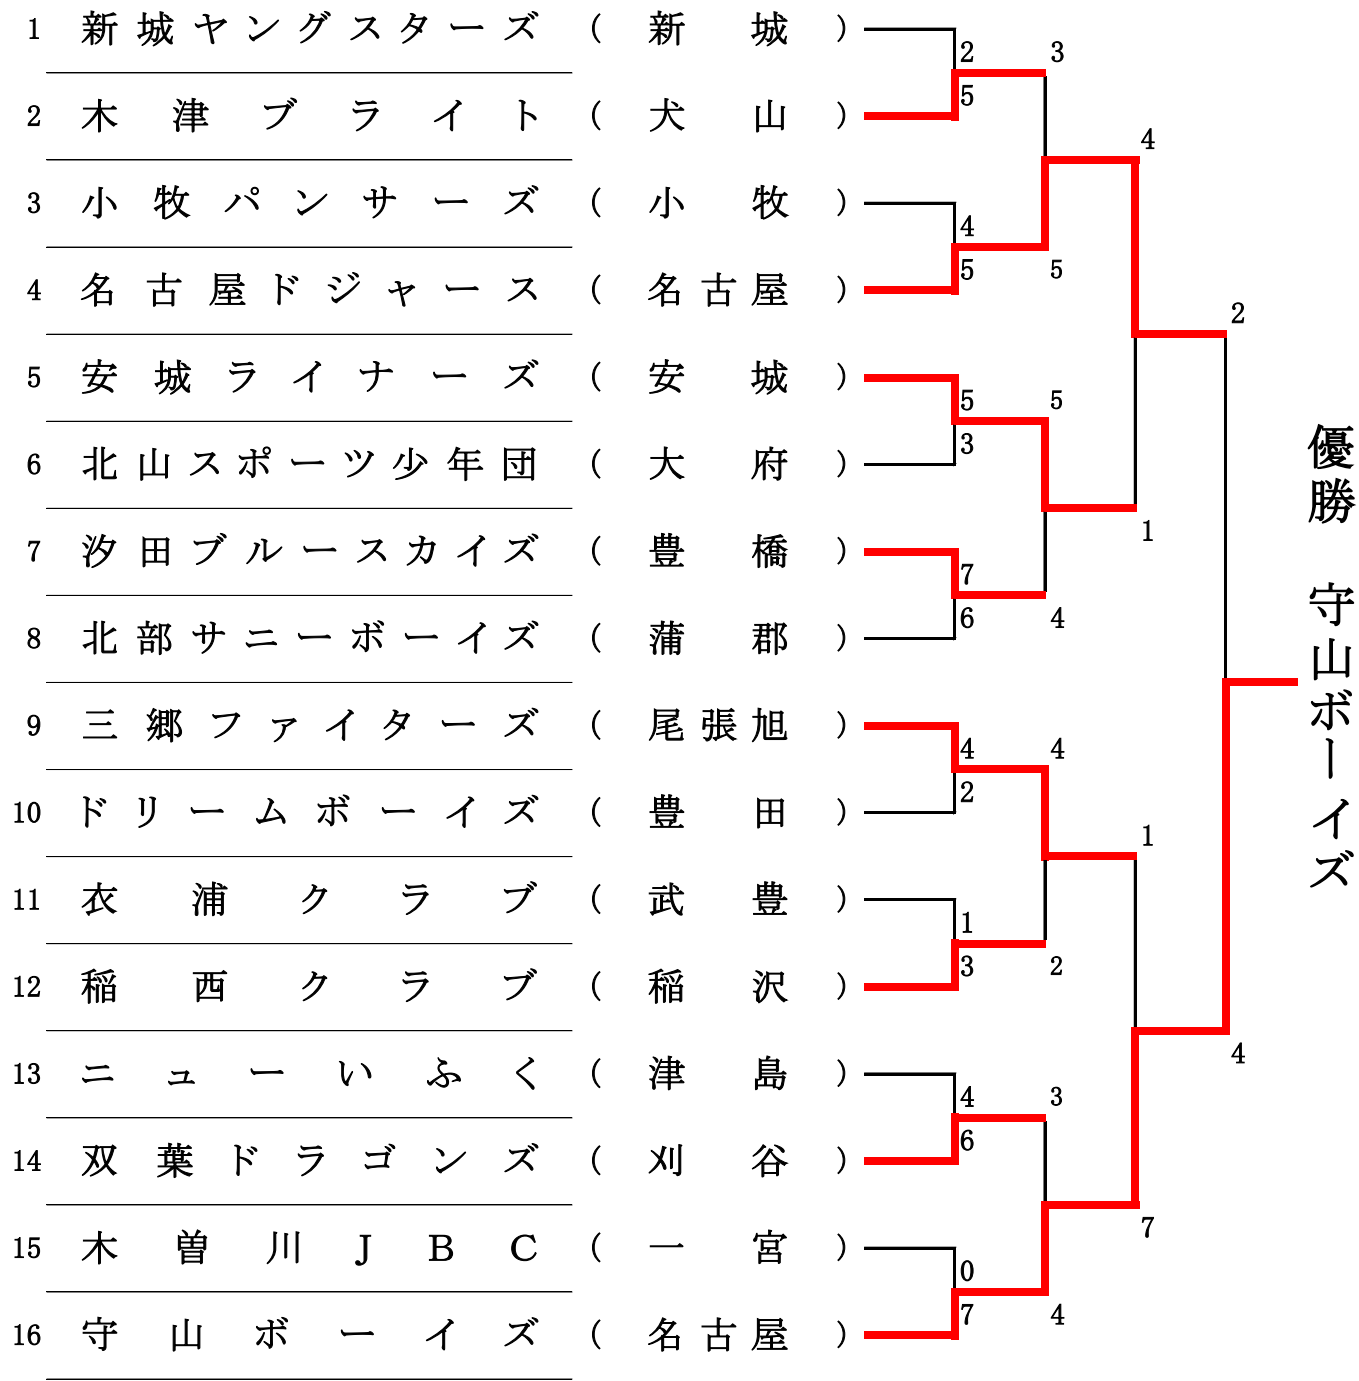 1 新城ヤングスターズ （ 新城 ）
2 木津ブライト （ 犬山 ）
3 小牧パンサーズ （ 小牧 ）
4 名古屋ドジャース （ 名古屋 ）
5 安城ライナーズ （ 安城 ）
6 北山スポーツ少年団 （ 大府 ）
7 汐田ブルースカイズ （ 豊橋 ）
8 北部サニーボーイズ （ 蒲郡 ）
9 三郷ファイターズ （ 尾張旭 ）
10 ドリームボーイズ （ 豊田 ）
11 衣浦クラブ （ 武豊 ）
12 稲西クラブ （ 稲沢 ）
13 ニューいふく （ 津島 ）
14 双葉ドラゴンズ （ 刈谷 ）
15 木曽川JBC （ 一宮 ）
16 守山ボーイズ （ 名古屋 ）
2
5
4
5
5
3
7
6
4
2
1
3
4
6
0
7
3
5
5
4
4
2
3
4
4
1
1
7
2
4
優勝 守山ボーイズ